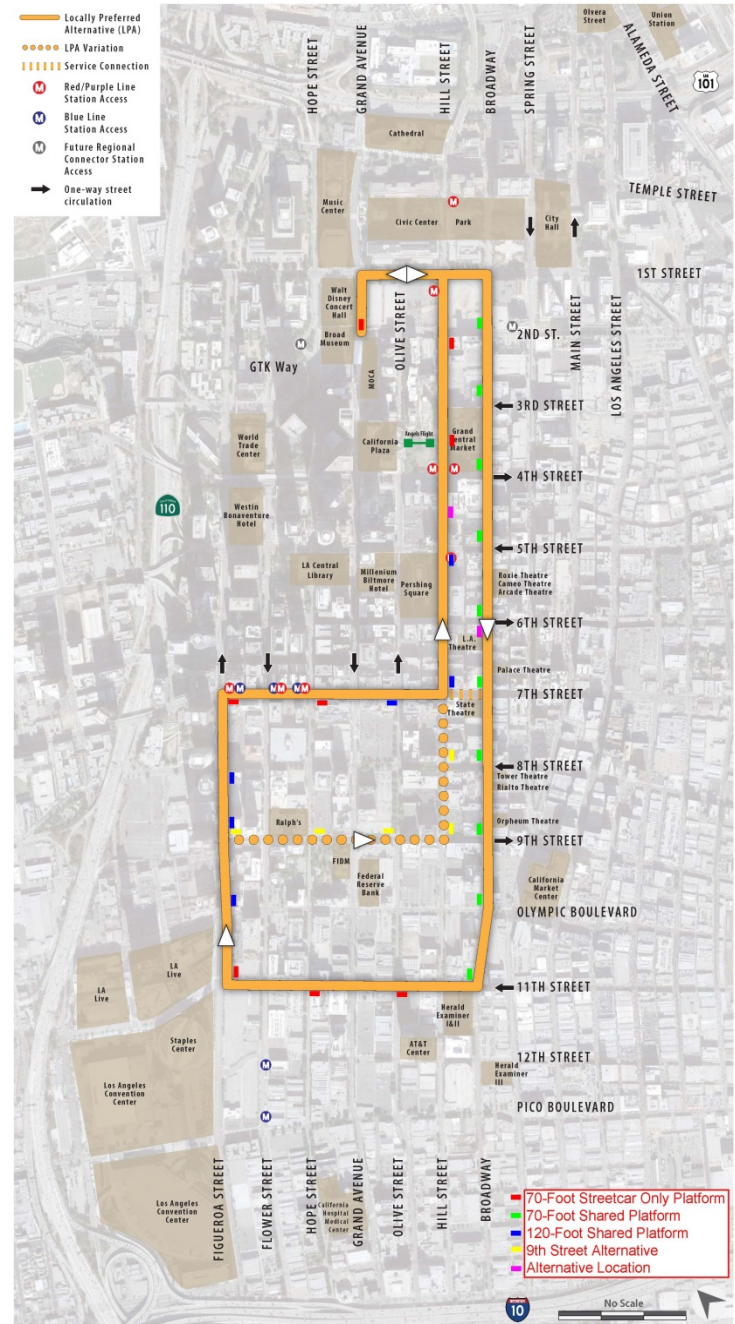 Locally Preferred
Alternative (LPA)
LPA Variation
Service Connection
M
Red/Purple Line
Station Access
M
Blue Line
Station Access
M
Future Regional
Connector Station
Access
One-way street
circulation
HOPE STREET
GRAND AVENUE
HILL STREET
BROADWAY
SPRING STREET
Olvera
Street
Union
Station
ALAMEDA STREET
101
Cathedral
TEMPLE STREET
Music
Center
M
Civic Center Park
City
Hall
1ST STREET
Walt
Disney
Concert
Hall
M
OLIVE STREET
MAIN STREET
LOS ANGELES STREET
Broad
Museum
M
M
2ND ST.
GTK Way
MOCA
3RD STREET
World
Trade
Center
California
Plaza
Angels Flight
Grand
Central
Market
M
M
4TH STREET
110
Westin
Bonaventure
Hotel
5TH STREET
LA Central
Library
Millenium
Biltmore
Hotel
Pershing
Square
Roxie Theatre
Cameo Theatre
Arcade Theatre
6TH STREET
L.A.
Theatre
Palace Theatre
M M M M M M
7TH STREET
State
Theatre
8TH STREET
Tower Theatre
Rialto Theatre
Ralph's
Orpheum Theatre
9TH STREET
FIDM
Federal
Reserve
Bank
California
Market
Center
OLYMPIC BOULEVARD
LA
Live
LA
Live
11TH STREET
Herald
Examiner
I&II
Staples
Center
AT&T
Center
12TH STREET
M
Herald
Examiner
III
Los Angeles
Convention
Center
M
PICO BOULEVARD
FIGUEROA STREET
FLOWER STREET
HOPE STREET
GRAND AVENUE
OLIVE STREET
HILL STREET
BROADWAY
Los Angeles
Convention
Center
California
Hospital
Medical
Center
70-Foot Streetcar Only Platform
70-Foot Shared Platform
120-Foot Shared Platform
9th Street Alternative
Alternative Location
10
No Scale